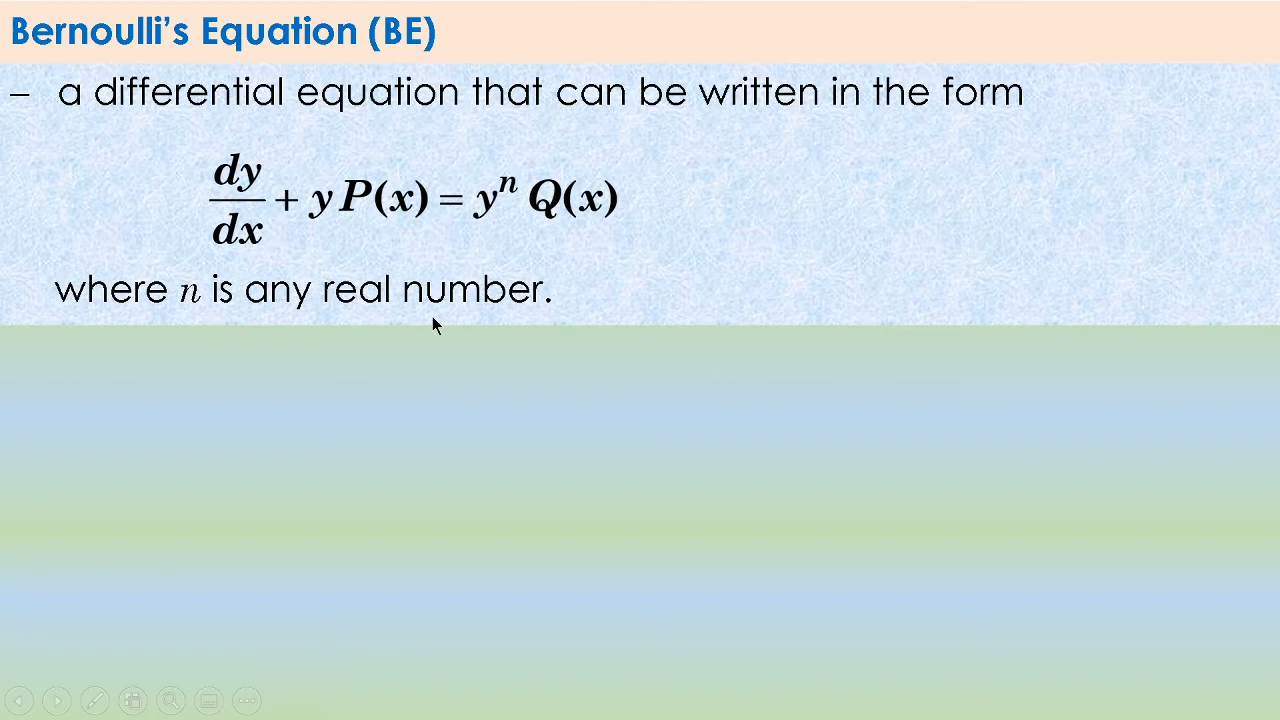 Bernoulli's Equation (BE)
– a differential equation that can be written in the form
dy/dx + y P(x) = yⁿ Q(x)
where n is any real number.